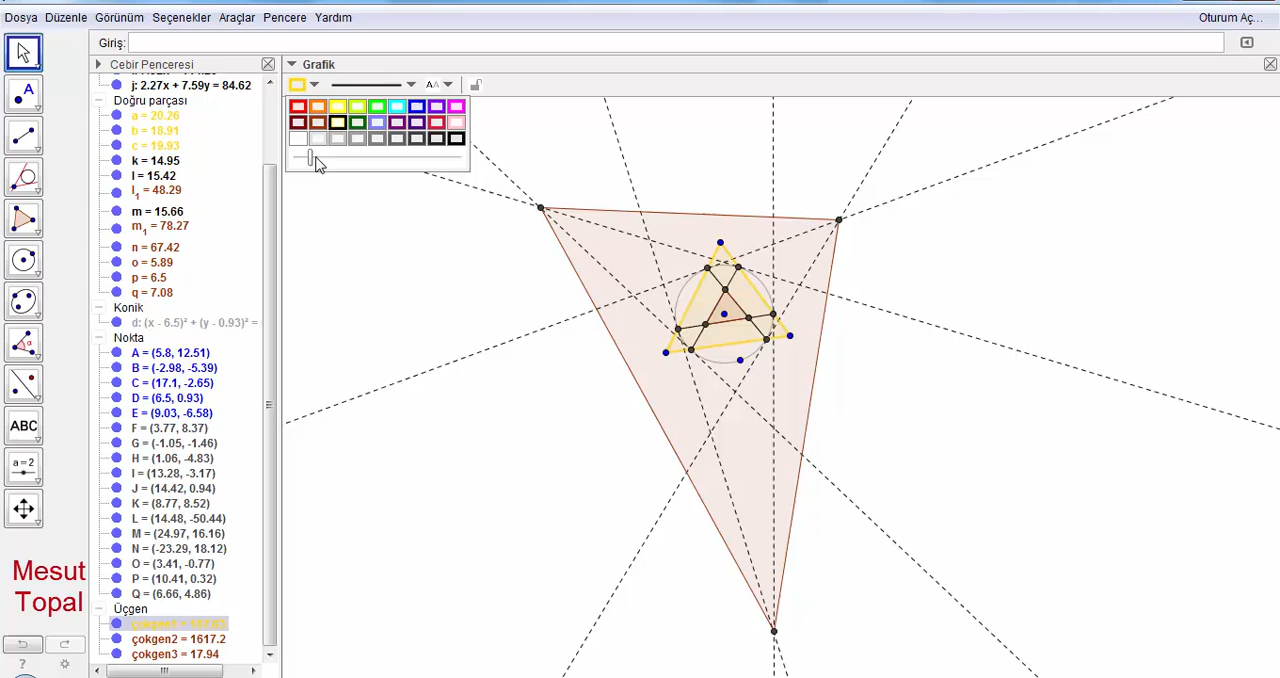 Dosya Düzenle Görünüm Seçenekler Araçlar Pencere Yardım Oturum Aç...
Giriş:
Cebir Penceresi
Grafik
AA
j: 2.27x + 7.59y = 84.62
Doğru parçası
a = 20.26
b = 18.91
c = 19.93
k = 14.95
l = 15.42
l1 = 48.29
m = 15.66
m1 = 78.27
n = 67.42
o = 5.89
p = 6.5
q = 7.08
Konik
d: (x - 6.5)² + (y - 0.93)² =
Nokta
A = (5.8, 12.51)
B = (-2.98, -5.39)
C = (17.1, -2.65)
D = (6.5, 0.93)
E = (9.03, -6.58)
F = (3.77, 8.37)
G = (-1.05, -1.46)
H = (1.06, -4.83)
I = (13.28, -3.17)
J = (14.42, 0.94)
K = (8.77, 8.52)
L = (14.48, -50.44)
M = (24.97, 16.16)
N = (-23.29, 18.12)
O = (3.41, -0.77)
P = (10.41, 0.32)
Q = (6.66, 4.86)
Üçgen
çokgen2 = 1617.2
çokgen3 = 17.94
A
α
ABC
a=2
Mesut
Topal
?